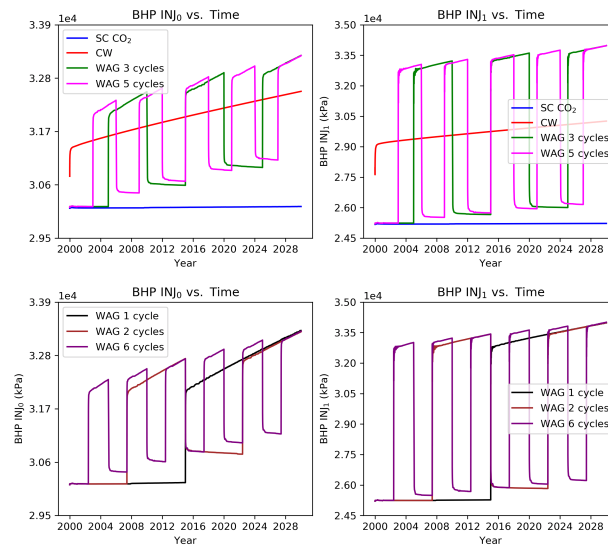 BHP INJ₀ vs. Time
1e4
3.39
3.28
3.17
3.06
2.95
SC CO₂
CW
WAG 3 cycles
WAG 5 cycles
BHP INJ₀ (kPa)
2000 2004 2008 2012 2016 2020 2024 2028
Year
BHP INJ₁ vs. Time
1e4
3.50
3.35
3.20
3.05
2.90
2.75
2.60
2.45
SC CO₂
CW
WAG 3 cycles
WAG 5 cycles
BHP INJ₁ (kPa)
2000 2004 2008 2012 2016 2020 2024 2028
Year
BHP INJ₀ vs. Time
1e4
3.39
3.28
3.17
3.06
2.95
WAG 1 cycle
WAG 2 cycles
WAG 6 cycles
BHP INJ₀ (kPa)
2000 2004 2008 2012 2016 2020 2024 2028
Year
BHP INJ₁ vs. Time
1e4
3.50
3.35
3.20
3.05
2.90
2.75
2.60
2.45
WAG 1 cycle
WAG 2 cycles
WAG 6 cycles
BHP INJ₁ (kPa)
2000 2004 2008 2012 2016 2020 2024 2028
Year